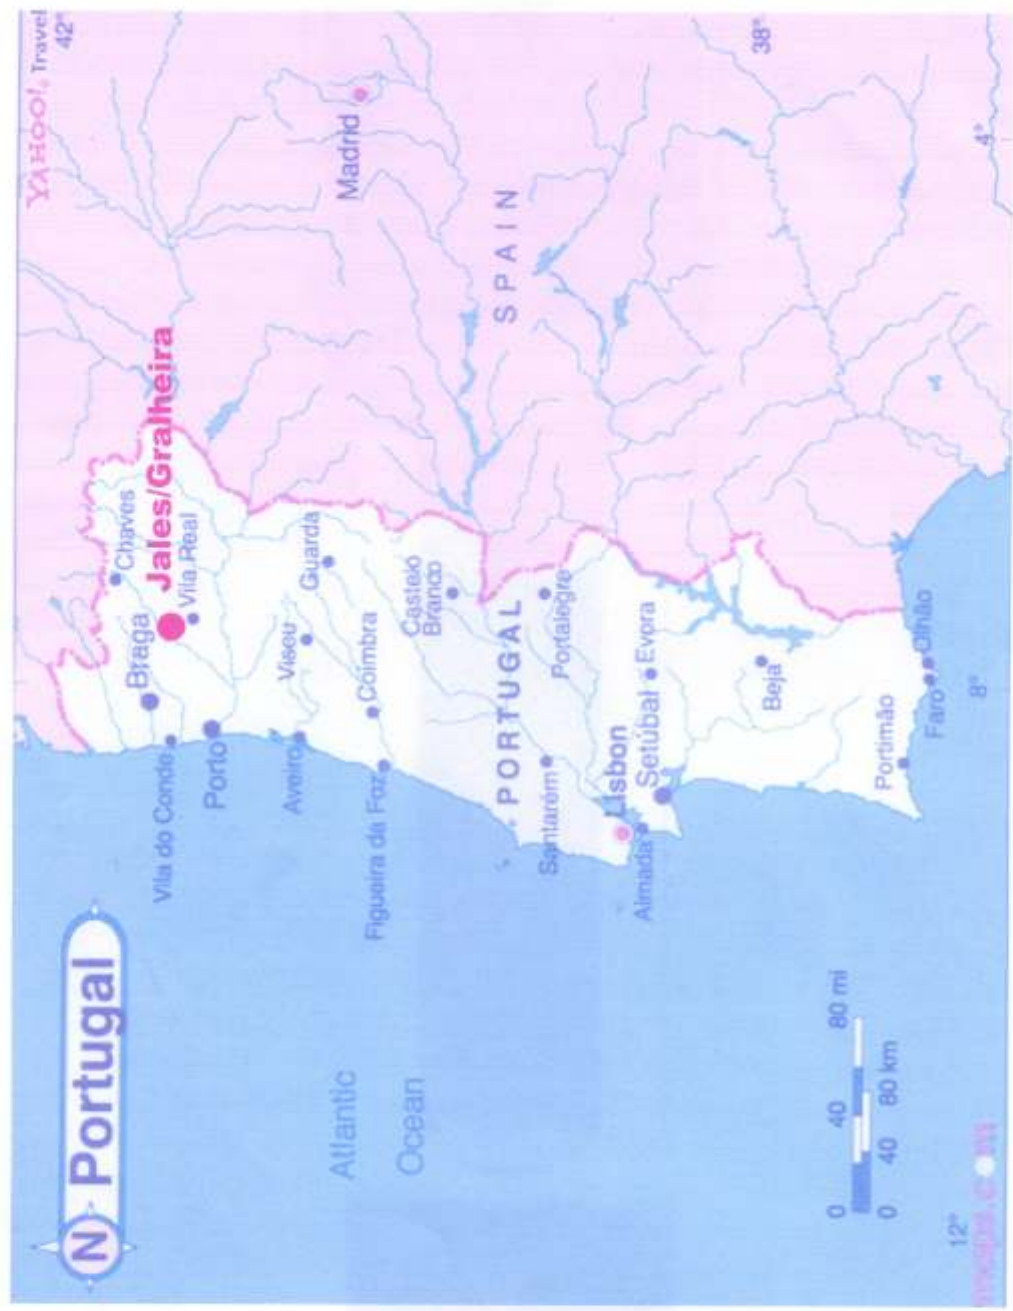 N
Portugal
YAHOO! Travel
42°
Chaves
Jales/Gralheira
Braga
Vila Real
Vila do Conde
Porto
Viseu
Guarda
Aveiro
Coimbra
Figueira da Foz
Castelo
Branco
Madrid
Atlantic
Ocean
PORTUGAL
SPAIN
Portalegre
Santarém
Lisbon
Almada
Setúbal
Evora
Beja
38°
Portimão
Faro
Olhão
0 40 80 mi
0 40 80 km
12°
8°
4°
maps.com